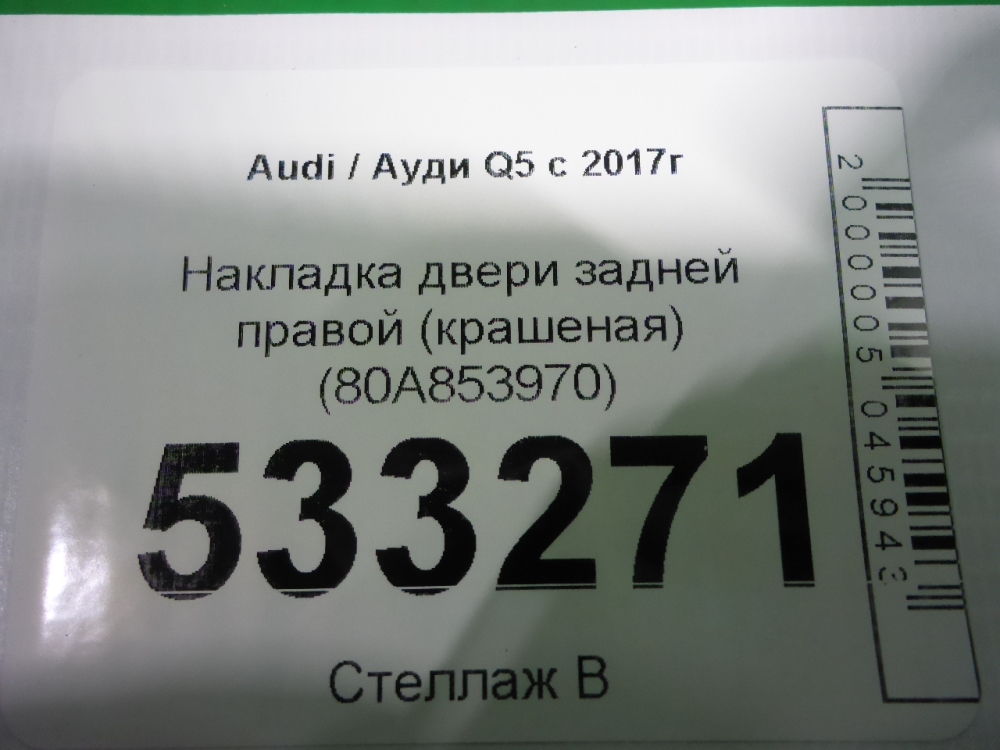 Audi / Ауди Q5 с 2017г
Накладка двери задней
правой (крашеная)
(80A853970)
533271
Стеллаж В
2000005045943